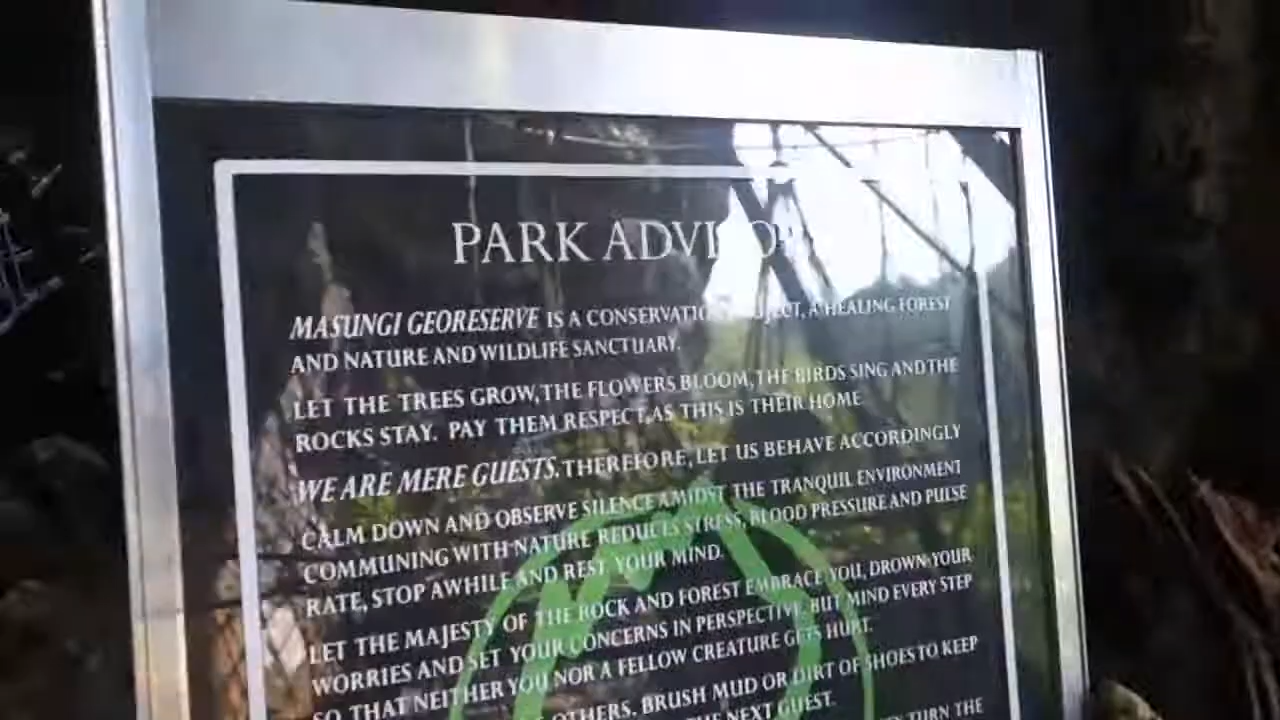 PARK ADVISO
MASUNGI GEORESERVE IS A CONSERVATION PROJECT, A HEALING FOREST
AND NATURE AND WILDLIFE SANCTUARY.
LET THE TREES GROW, THE FLOWERS BLOOM, THE BIRDS SING AND THE
ROCKS STAY. PAY THEM RESPECT, AS THIS IS THEIR HOME
WE ARE MERE GUESTS. THEREFORE, LET US BEHAVE ACCORDINGLY
CALM DOWN AND OBSERVE SILENCE AMIDST THE TRANQUIL ENVIRONMENT
COMMUNING WITH NATURE REDUCES STRESS, BLOOD PRESSURE AND PULSE
RATE, STOP AWHILE AND REST YOUR MIND.
LET THE MAJESTY OF THE ROCK AND FOREST EMBRACE YOU, DROWN YOUR
WORRIES AND SET YOUR CONCERNS IN PERSPECTIVE. BUT MIND EVERY STEP
SO THAT NEITHER YOU NOR A FELLOW CREATURE GETS HURT.
OTHERS. BRUSH MUD OR DIRT OF SHOES TO KEEP
THE NEXT GUEST.
TURN THE